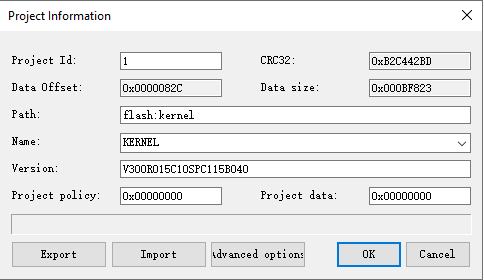 Project Information
Project Id: 1 CRC32: 0xB2C442BD
Data Offset: 0x0000082C Data size: 0x000BF823
Path: flash:kernel
Name: KERNEL
Version: V300R015C10SPC115B040
Project policy: 0x00000000 Project data: 0x00000000
Export Import Advanced options OK Cancel